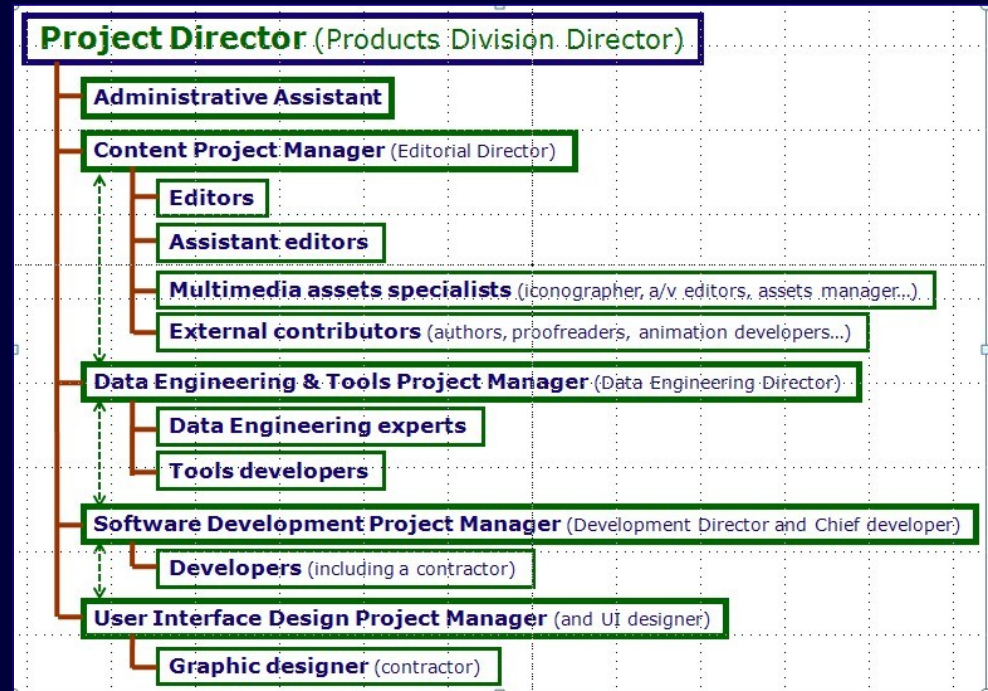 Project Director (Products Division Director)
Administrative Assistant
Content Project Manager (Editorial Director)
Editors
Assistant editors
Multimedia assets specialists (iconographer, a/v editors, assets manager...)
External contributors (authors, proofreaders, animation developers...)
Data Engineering & Tools Project Manager (Data Engineering Director)
Data Engineering experts
Tools developers
Software Development Project Manager (Development Director and Chief developer)
Developers (including a contractor)
User Interface Design Project Manager (and UI designer)
Graphic designer (contractor)